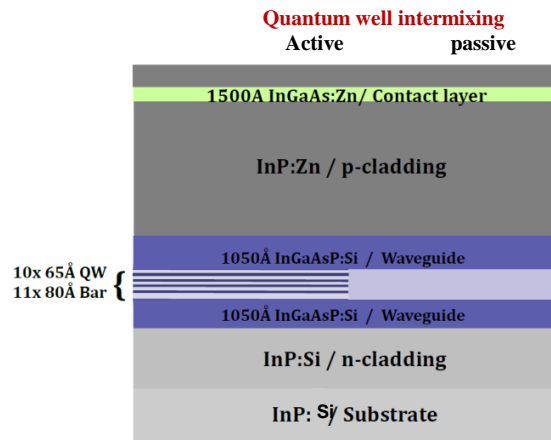 Quantum well intermixing
Active passive
1500A InGaAs:Zn/ Contact layer
InP:Zn / p-cladding
1050Å InGaAsP:Si / Waveguide
10x 65Å QW
11x 80Å Bar
{
1050Å InGaAsP:Si / Waveguide
InP:Si / n-cladding
InP: Si/ Substrate